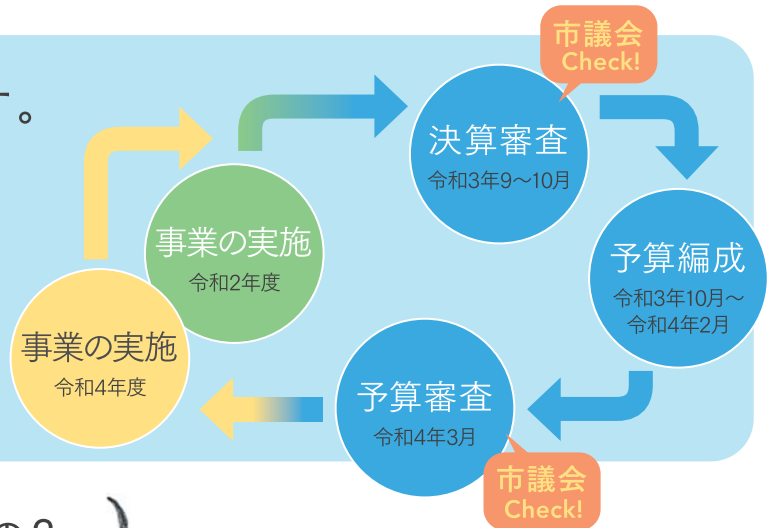 す。
市議会
Check!
決算審査
令和3年9〜10月
事業の実施
令和2年度
予算編成
令和3年10月〜
令和4年2月
事業の実施
令和4年度
予算審査
令和4年3月
市議会
Check!
の?